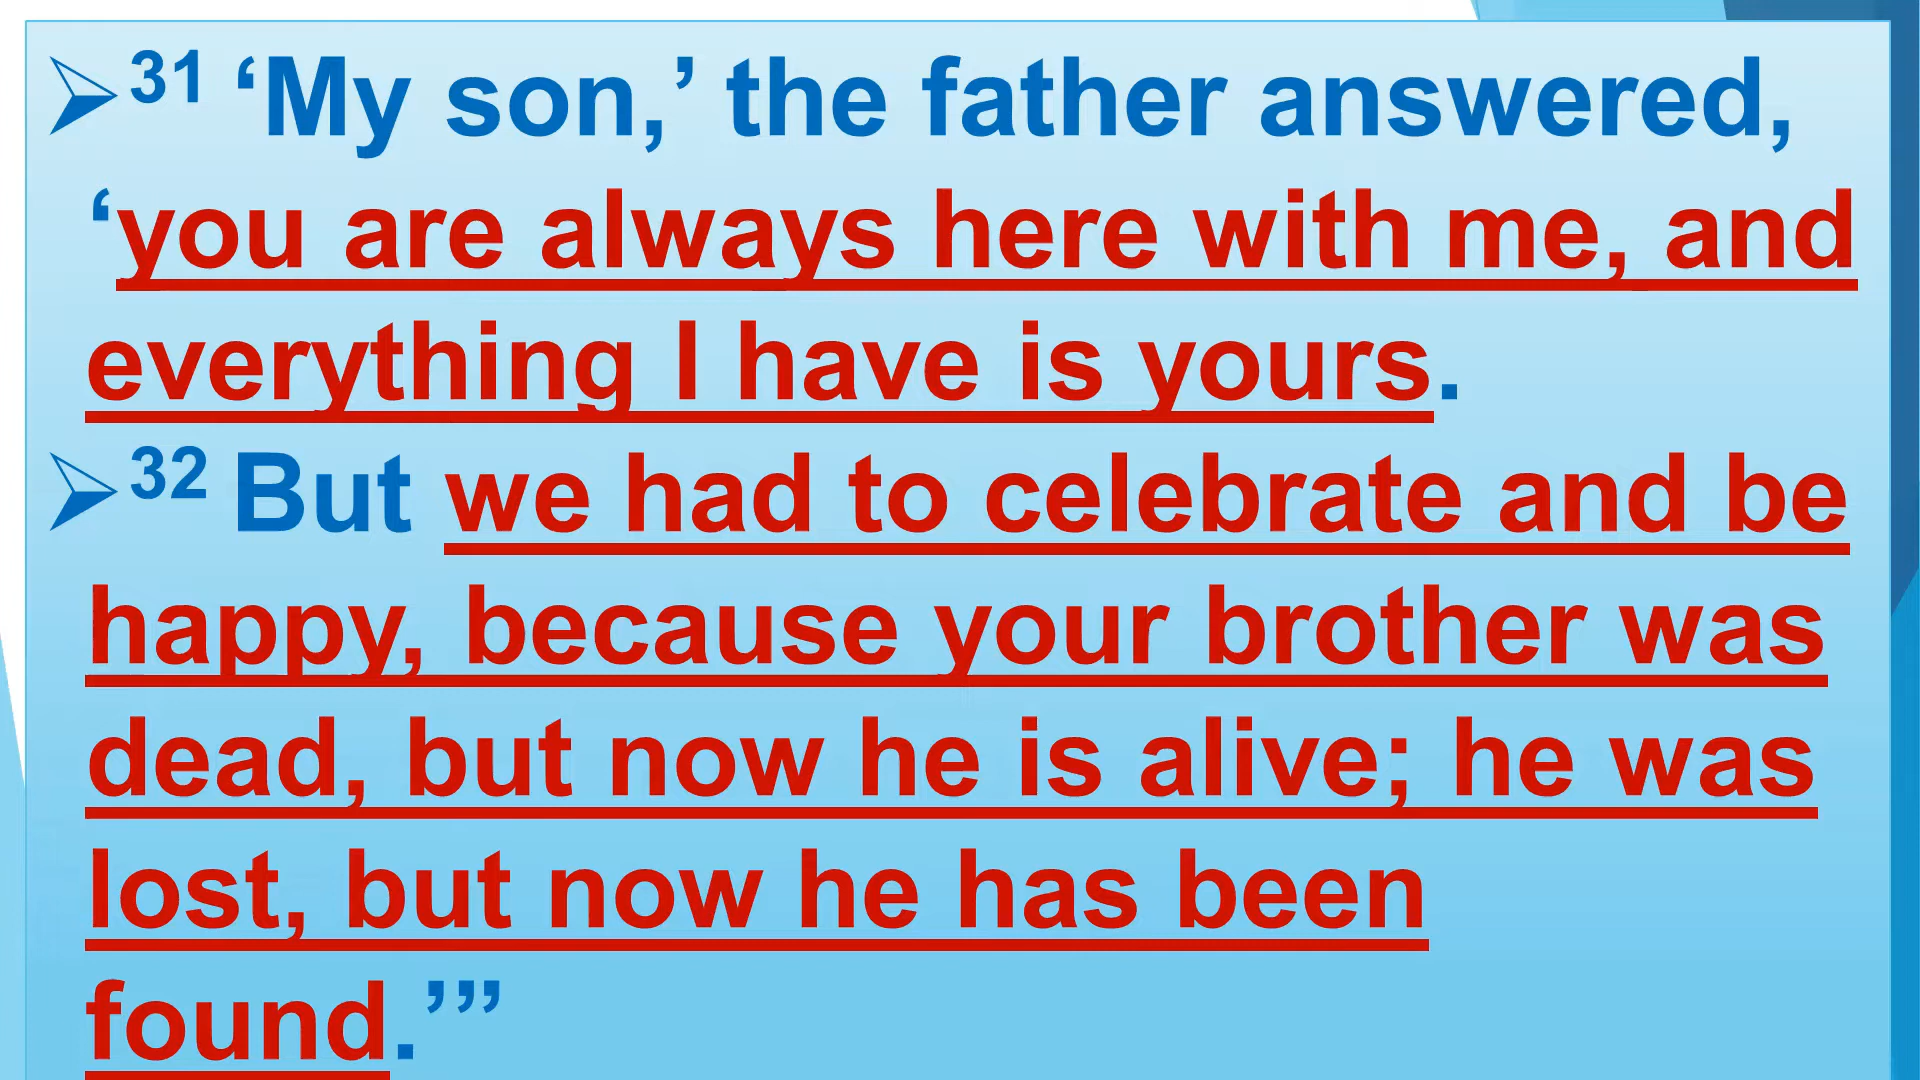 ➢31 ‘My son,’ the father answered,
‘you are always here with me, and
everything I have is yours.
➢32 But we had to celebrate and be
happy, because your brother was
dead, but now he is alive; he was
lost, but now he has been
found.’”